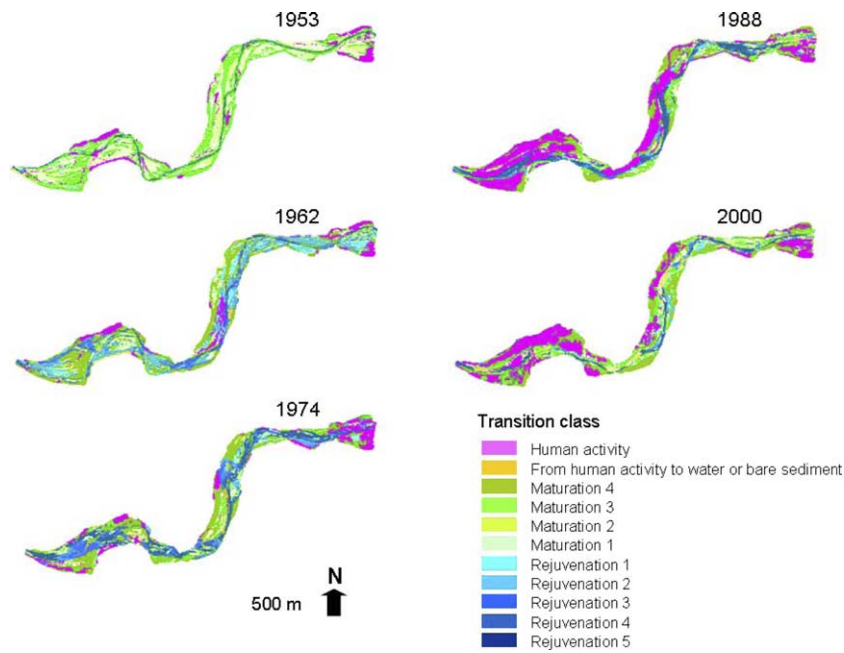 1953
1988
1962
2000
1974
Transition class
Human activity
From human activity to water or bare sediment
Maturation 4
Maturation 3
Maturation 2
Maturation 1
Rejuvenation 1
Rejuvenation 2
Rejuvenation 3
Rejuvenation 4
Rejuvenation 5
N
500 m